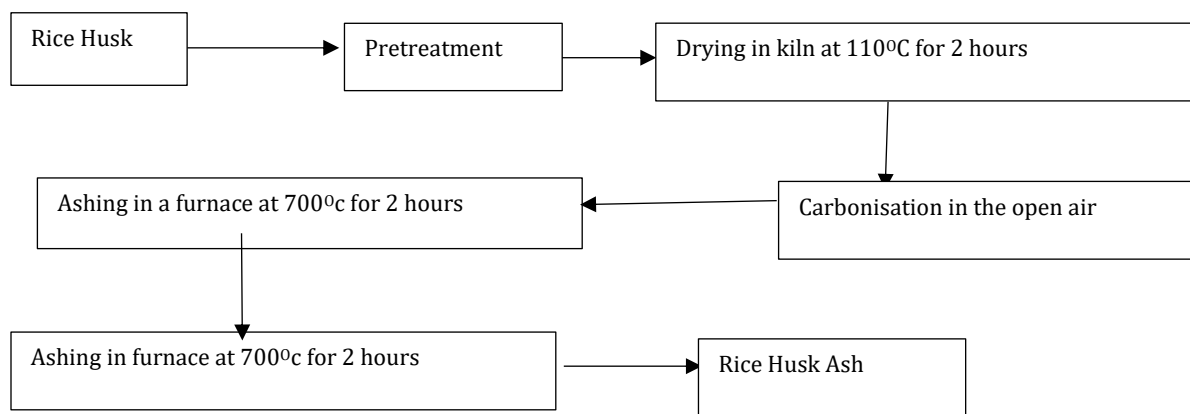 Rice Husk
Pretreatment
Drying in kiln at 110⁰C for 2 hours
Carbonisation in the open air
Ashing in a furnace at 700⁰c for 2 hours
Ashing in furnace at 700⁰c for 2 hours
Rice Husk Ash